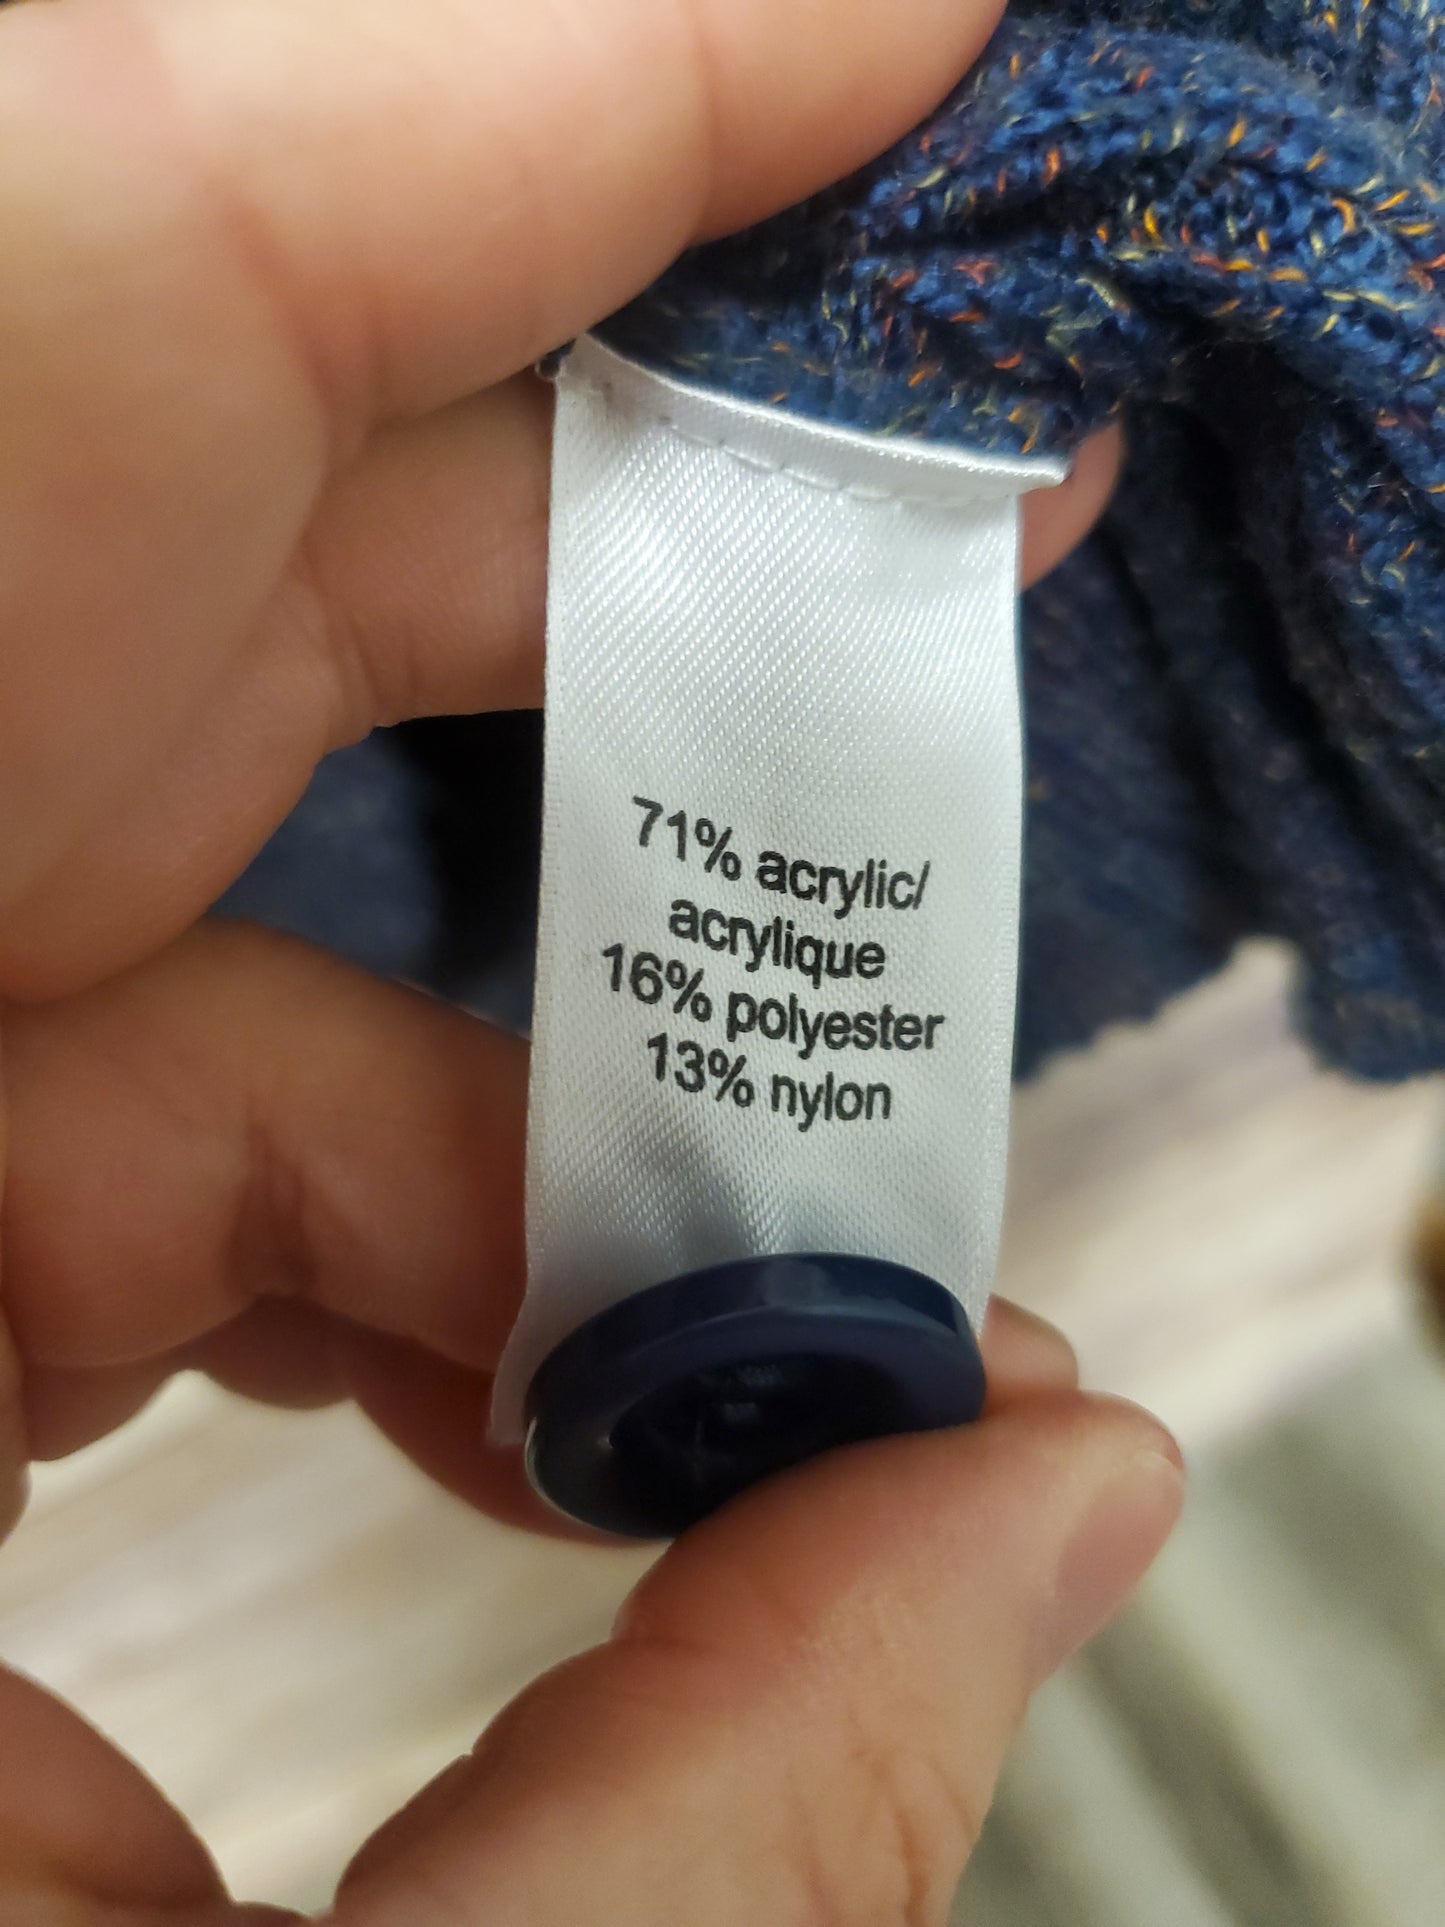 71% acrylic/
acrylique
16% polyester
13% nylon